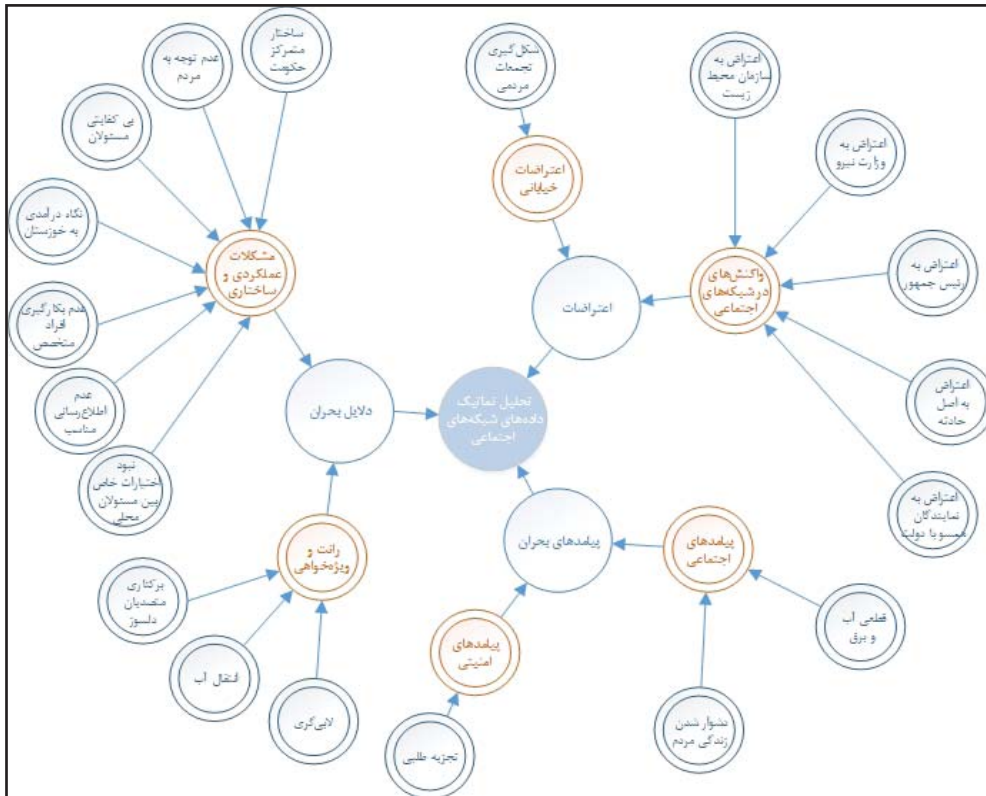 ساختار
متمرکز
حکومت
عدم توجه به
مردم
بی کفایتی
مسئولان
نگاه درآمدی
به خوزستان
عدم بکارگیری
افراد
متخصص
عدم
اطلاع‌رسانی
مناسب
نبود
اختیارات خاص
بین مسئولان
محلی
مشکلات
عملکردی و
ساختاری
دلایل بحران
رانت و
ویژه‌خواهی
برکناری
متصدیان
دلسوز
انتقال آب
لابی‌گری
شکل‌گیری
تجمعات
مردمی
اعتراضات
خیابانی
اعتراضات
اعتراض به
سازمان محیط
زیست
اعتراض به
وزارت نیرو
اعتراض به
رئیس جمهور
اعتراض
به اصل
حادثه
اعتراض به
نمایندگان
همسو با دولت
واکنش‌های
در شبکه‌های
اجتماعی
تحلیل تماتیک
داده‌های شبکه‌های
اجتماعی
پیامدهای بحران
پیامدهای
اجتماعی
قطعی آب
و برق
دشوار شدن
زندگی مردم
پیامدهای
امنیتی
تجزیه طلبی